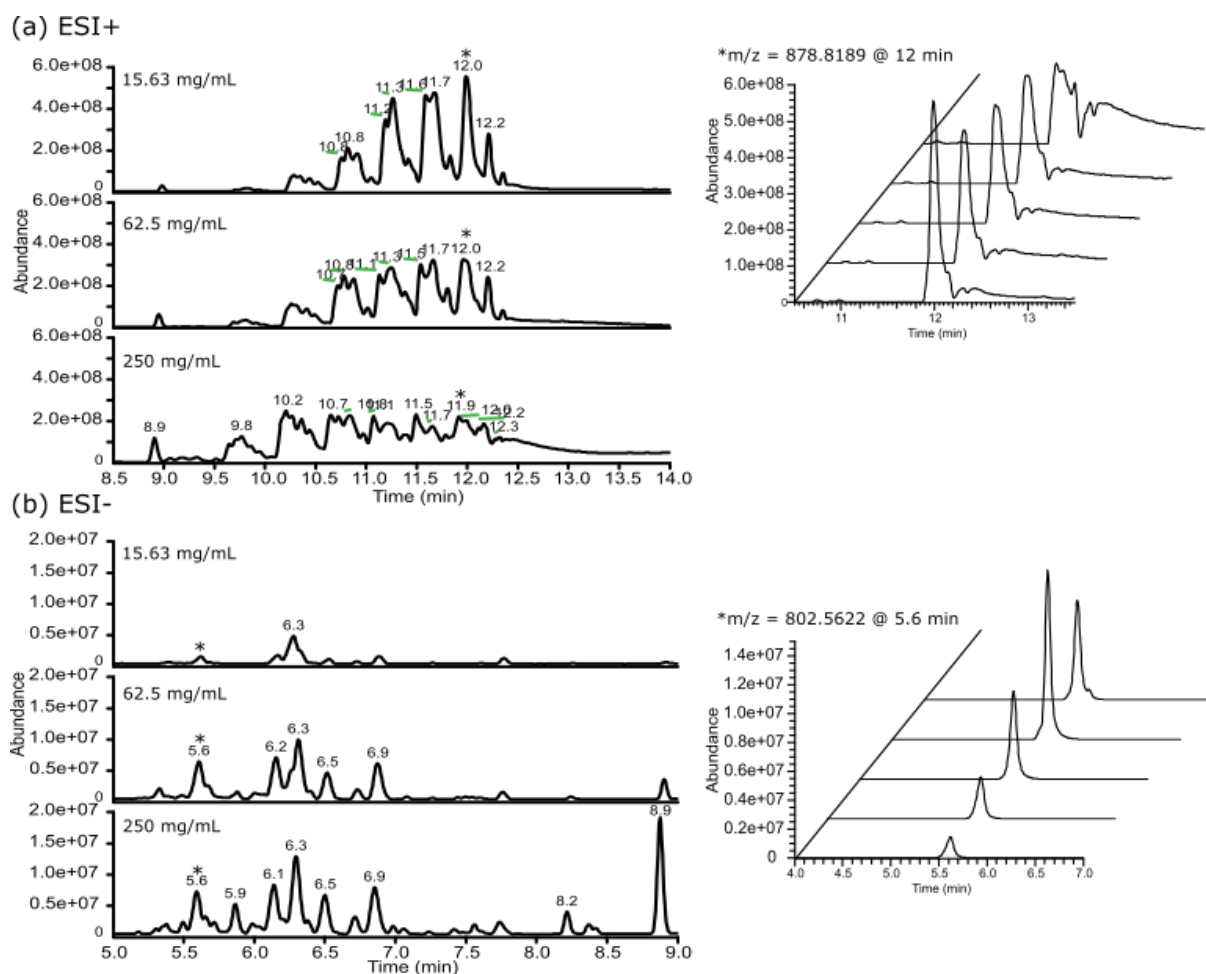 (a) ESI+
15.63 mg/mL
6.0e+08
4.0e+08
2.0e+08
0
10.8
10.8
11.2
11.3
11.6
11.7
*
12.0
12.2
62.5 mg/mL
6.0e+08
4.0e+08
2.0e+08
0
Abundance
10.7
10.8
11.1
11.3
11.5
11.7
*
12.0
12.2
250 mg/mL
6.0e+08
4.0e+08
2.0e+08
0
8.9
9.8
10.2
10.7
10.8
11.1
11.5
11.7
*
11.9
12.0
12.2
12.3
8.5 9.0 9.5 10.0 10.5 11.0 11.5 12.0 12.5 13.0 13.5 14.0
Time (min)
*m/z = 878.8189 @ 12 min
6.0e+08
5.0e+08
4.0e+08
3.0e+08
2.0e+08
1.0e+08
0
Abundance
11 12 13
Time (min)
(b) ESI-
2.0e+07
15.63 mg/mL
1.5e+07
1.0e+07
0.5e+07
0
*
6.3
2.0e+07
62.5 mg/mL
1.5e+07
1.0e+07
0.5e+07
0
Abundance
*
5.6
6.2
6.3
6.5
6.9
2.0e+07
250 mg/mL
1.5e+07
1.0e+07
0.5e+07
0
*
5.6
5.9
6.1
6.3
6.5
6.9
8.2
8.9
5.0 5.5 6.0 6.5 7.0 7.5 8.0 8.5 9.0
Time (min)
*m/z = 802.5622 @ 5.6 min
1.4e+07
1.2e+07
1.0e+07
0.8e+07
0.6e+07
0.4e+07
0.2e+07
0
Abundance
4.0 4.5 5.0 5.5 6.0 6.5 7.0
Time (min)